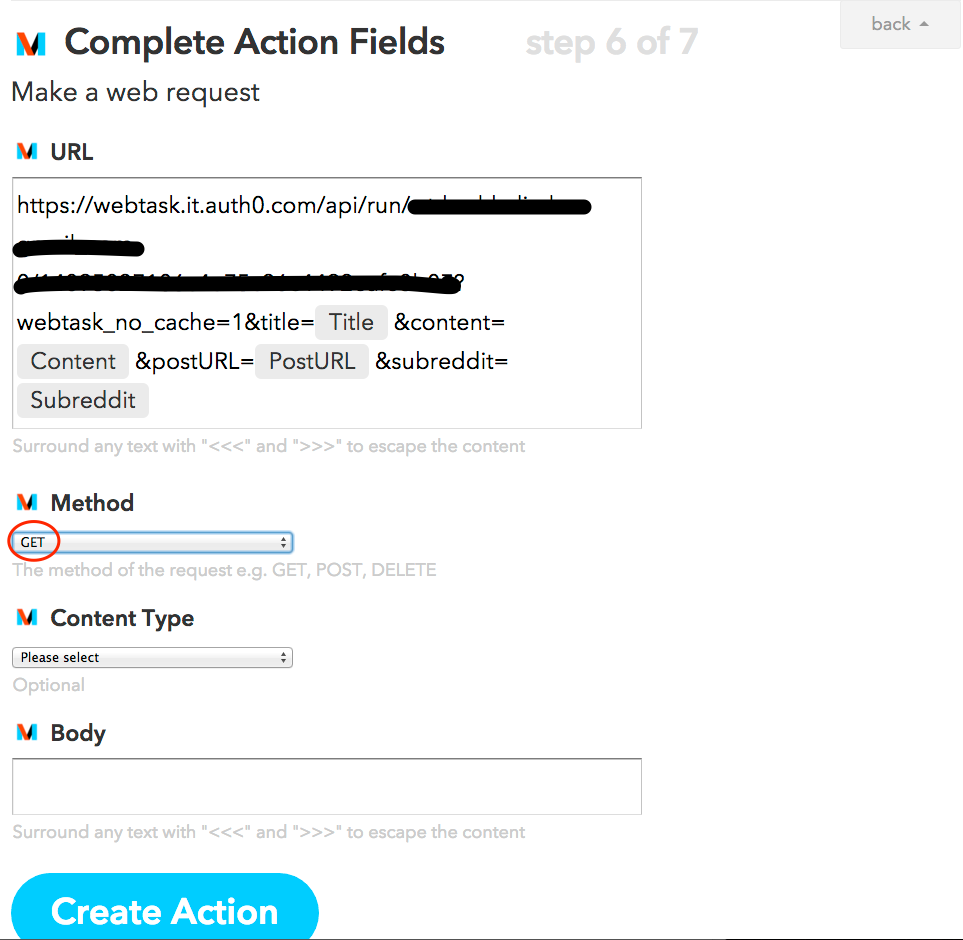 back
Complete Action Fields step 6 of 7
Make a web request
URL
https://webtask.it.auth0.com/api/run/
webtask_no_cache=1&title= Title &content=
Content &postURL= PostURL &subreddit=
Subreddit
Surround any text with "<<<" and ">>>" to escape the content
Method
GET
The method of the request e.g. GET, POST, DELETE
Content Type
Please select
Optional
Body
Surround any text with "<<<" and ">>>" to escape the content
Create Action